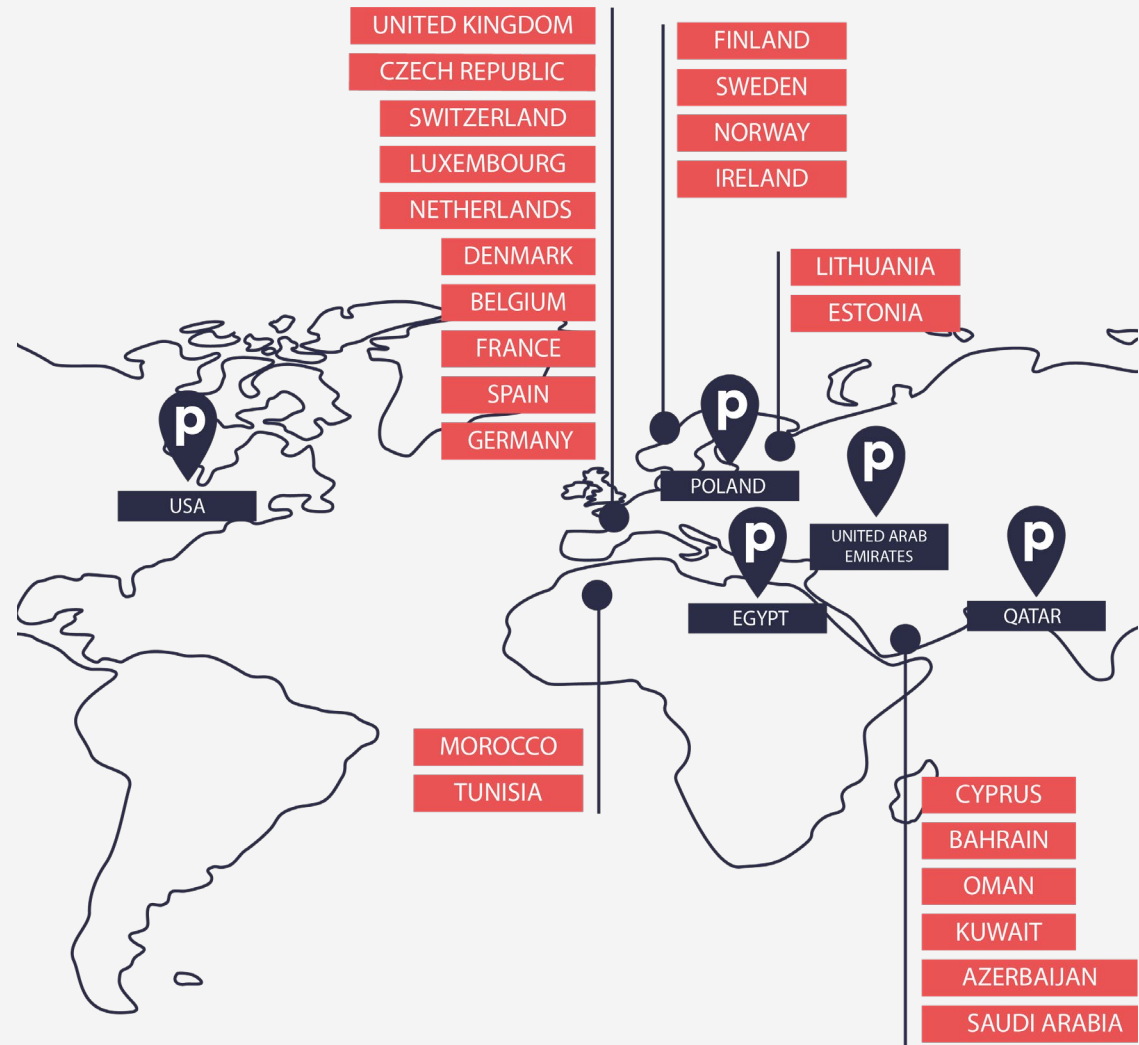 UNITED KINGDOM
CZECH REPUBLIC
SWITZERLAND
LUXEMBOURG
NETHERLANDS
DENMARK
BELGIUM
FRANCE
SPAIN
GERMANY
FINLAND
SWEDEN
NORWAY
IRELAND
LITHUANIA
ESTONIA
p
USA
p
POLAND
p
UNITED ARAB
EMIRATES
p
EGYPT
p
QATAR
MOROCCO
TUNISIA
CYPRUS
BAHRAIN
OMAN
KUWAIT
AZERBAIJAN
SAUDI ARABIA